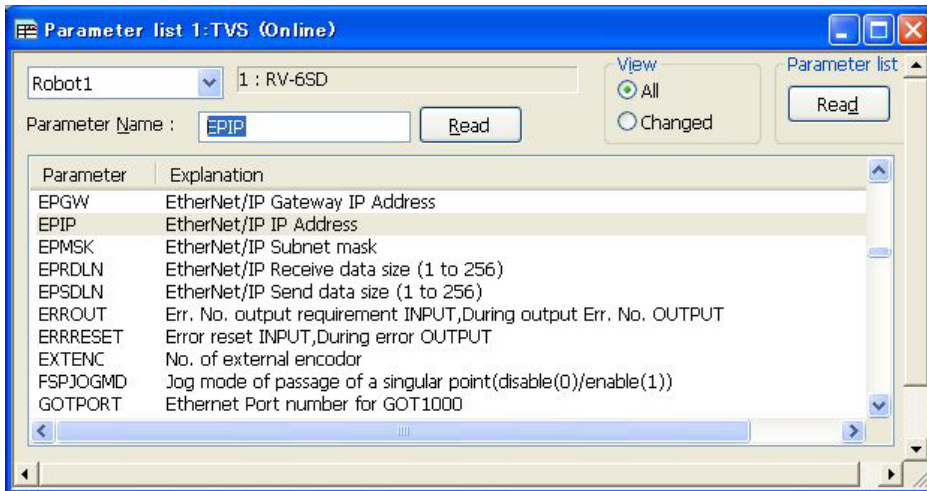 Parameter list 1:TVS (Online)
Robot1
1 : RV-6SD
View
All
Changed
Parameter list
Read
Parameter Name :
EPIP
Read
Parameter Explanation
EPGW EtherNet/IP Gateway IP Address
EPIP EtherNet/IP IP Address
EPMSK EtherNet/IP Subnet mask
EPRDLN EtherNet/IP Receive data size (1 to 256)
EPSDLN EtherNet/IP Send data size (1 to 256)
ERROUT Err. No. output requirement INPUT,During output Err. No. OUTPUT
ERRRESET Error reset INPUT,During error OUTPUT
EXTENC No. of external encodor
FSPJOGMD Jog mode of passage of a singular point(disable(0)/enable(1))
GOTPORT Ethernet Port number for GOT1000